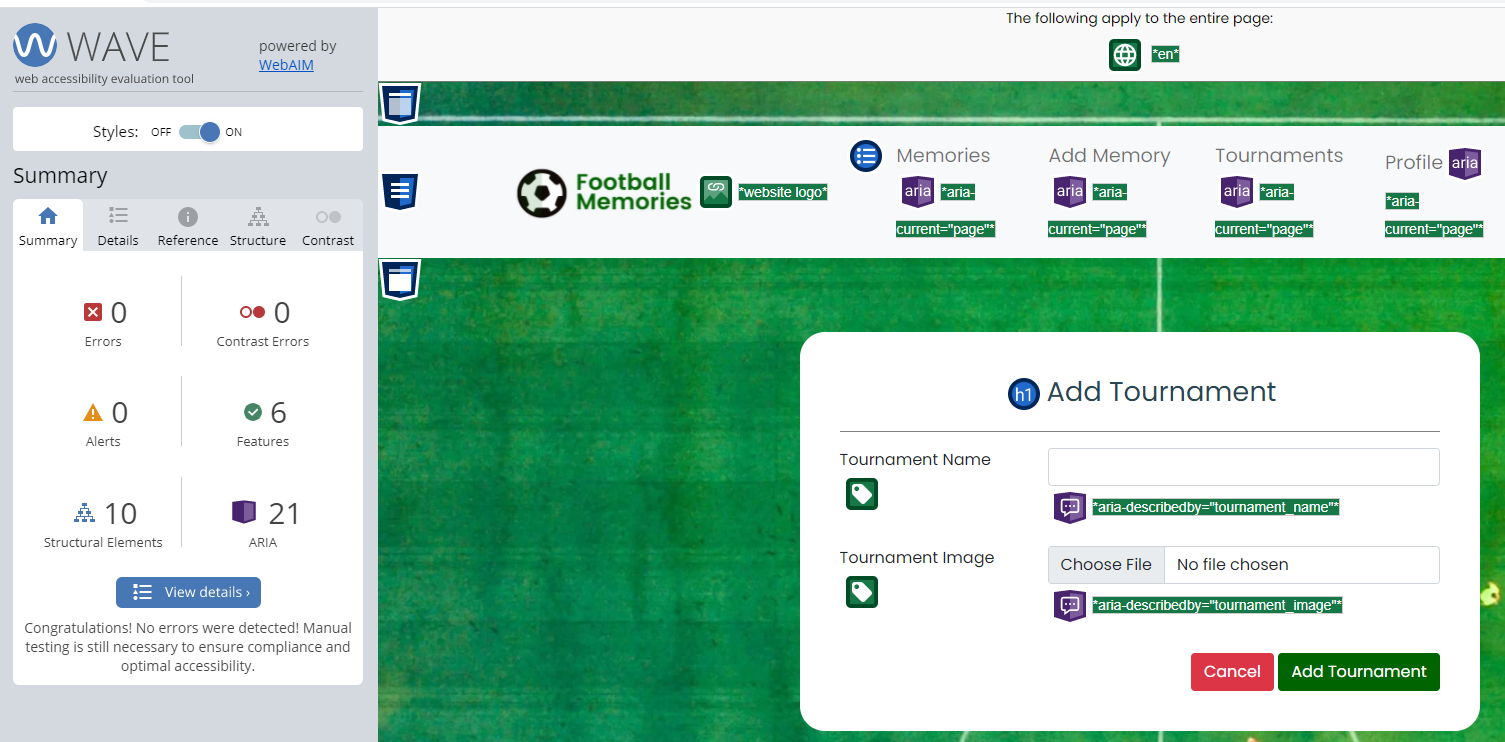 WAVE
web accessibility evaluation tool
powered by
WebAIM
Styles: OFF ON
Summary
Summary Details Reference Structure Contrast
0
Errors
0
Contrast Errors
0
Alerts
6
Features
10
Structural Elements
21
ARIA
View details ›
Congratulations! No errors were detected! Manual
testing is still necessary to ensure compliance and
optimal accessibility.
The following apply to the entire page:
*en*
Football
Memories
*website logo*
Memories
aria *aria-
current="page"*
Add Memory
aria *aria-
current="page"*
Tournaments
aria *aria-
current="page"*
Profile aria
*aria-
current="page"*
h1 Add Tournament
Tournament Name
*aria-describedby="tournament_name"*
Tournament Image
Choose File No file chosen
*aria-describedby="tournament_image"*
Cancel Add Tournament